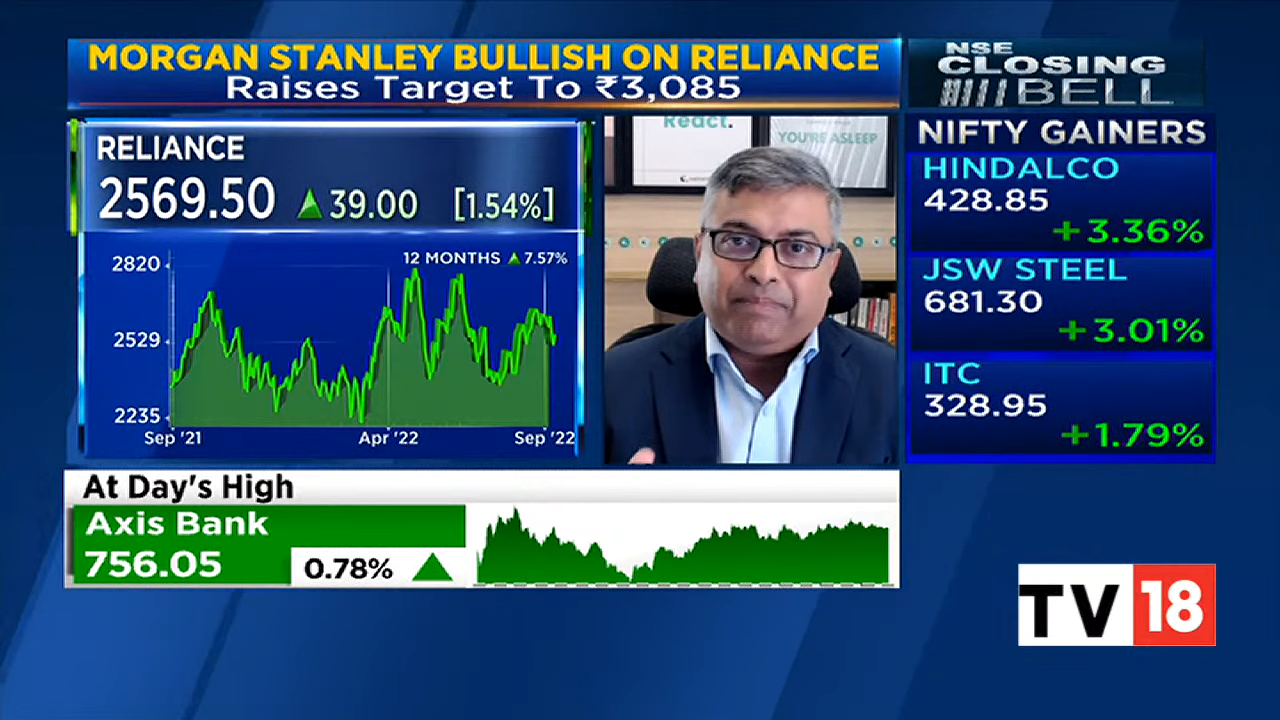 MORGAN STANLEY BULLISH ON RELIANCE
Raises Target To ₹3,085
NSE
CLOSING
BELL
RELIANCE
2569.50 ▲ 39.00 [1.54%]
12 MONTHS ▲ 7.57%
2820
2529
2235
Sep '21 Apr '22 Sep '22
React.
YOU'RE ASLEEP
NIFTY GAINERS
HINDALCO
428.85
+3.36%
JSW STEEL
681.30
+3.01%
ITC
328.95
+1.79%
At Day's High
Axis Bank
756.05 0.78% ▲
TV 18